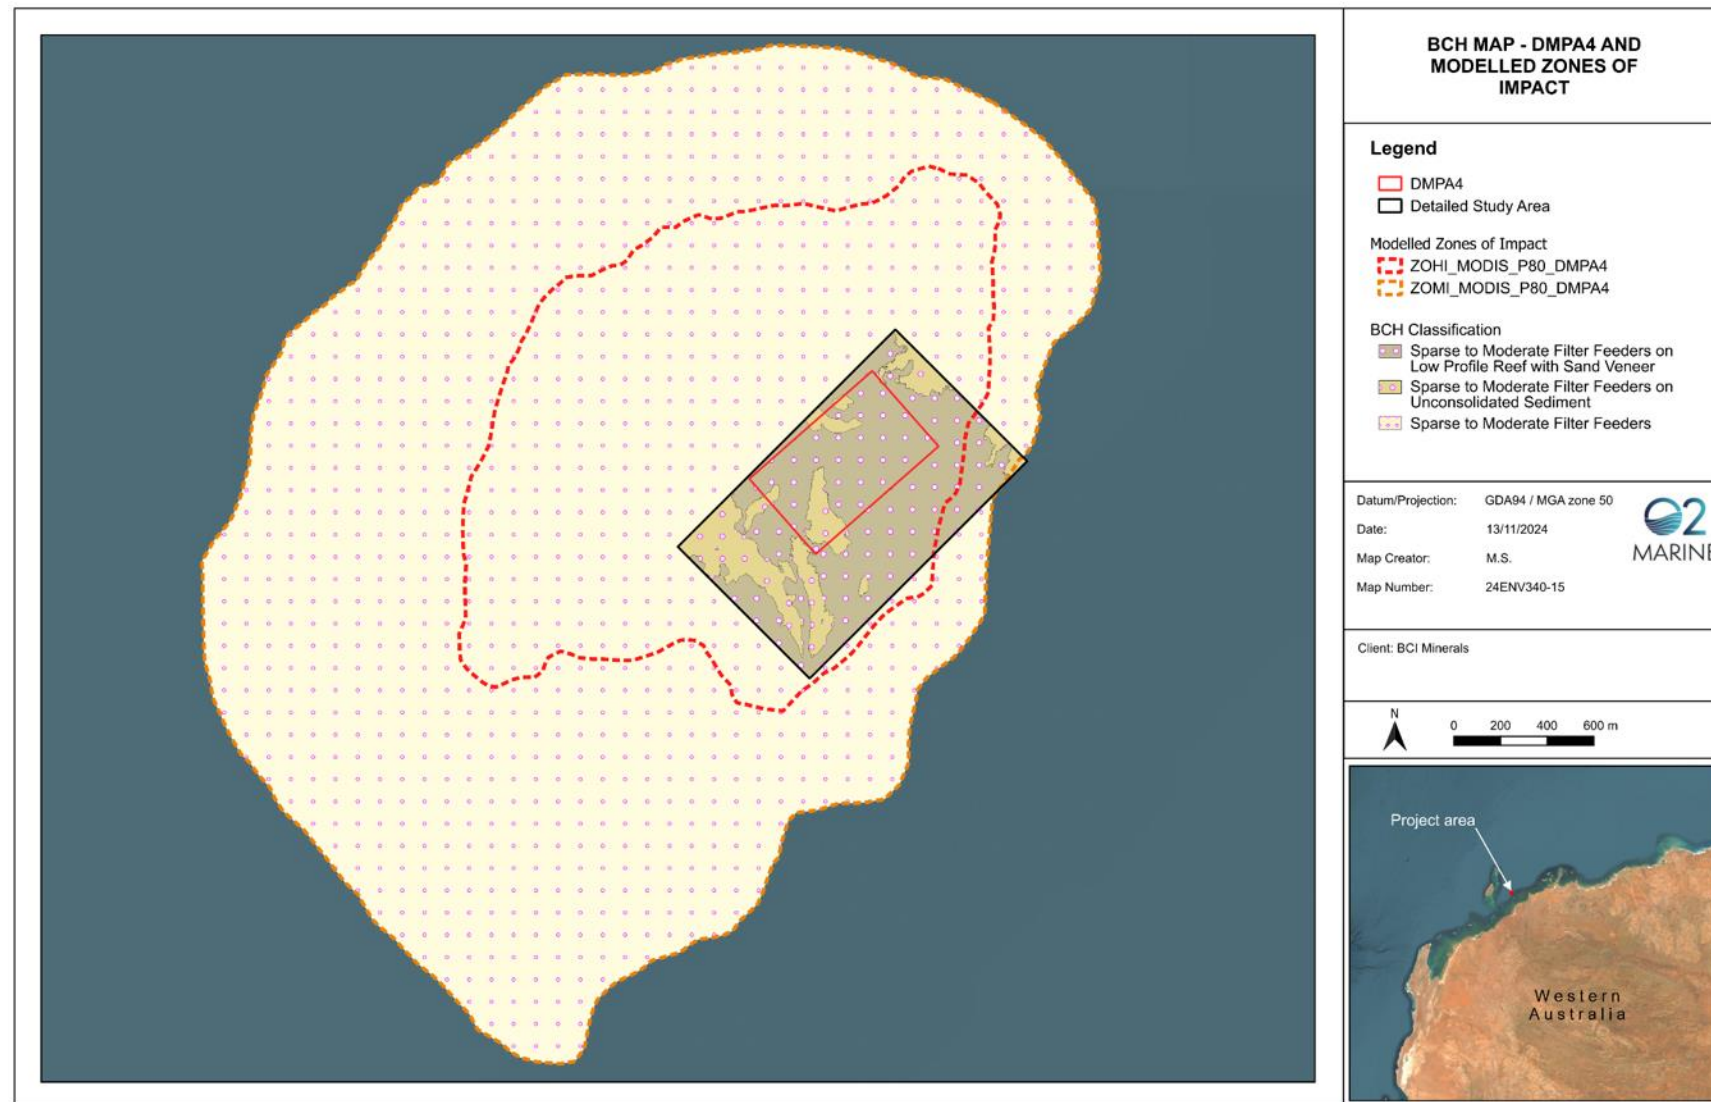 BCH MAP - DMPA4 AND
MODELLED ZONES OF
IMPACT
Legend
DMPA4
Detailed Study Area
Modelled Zones of Impact
ZOHI_MODIS_P80_DMPA4
ZOMI_MODIS_P80_DMPA4
BCH Classification
Sparse to Moderate Filter Feeders on
Low Profile Reef with Sand Veneer
Sparse to Moderate Filter Feeders on
Unconsolidated Sediment
Sparse to Moderate Filter Feeders
Datum/Projection: GDA94 / MGA zone 50
Date: 13/11/2024
Map Creator: M.S.
Map Number: 24ENV340-15
O2
MARINE
Client: BCI Minerals
N
0 200 400 600 m
Project area
Western
Australia